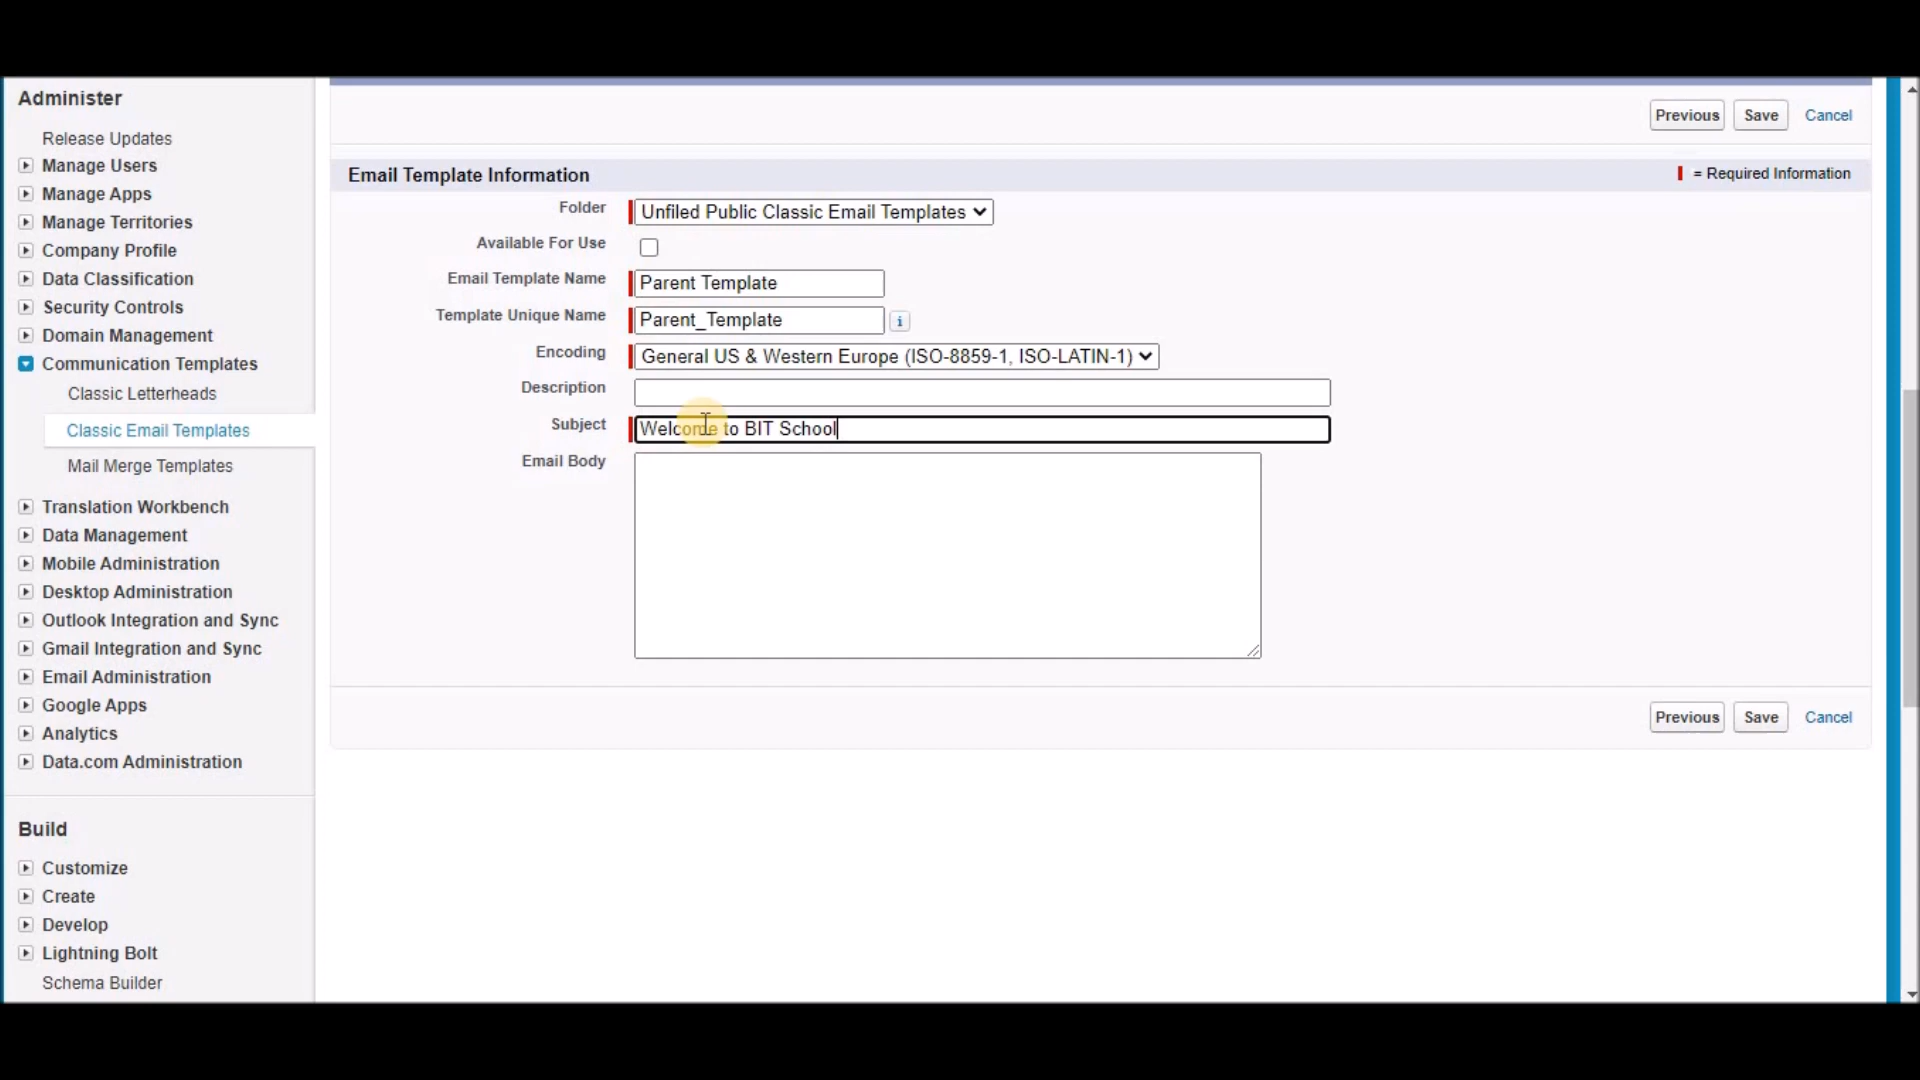 Administer
Release Updates
Manage Users
Manage Apps
Manage Territories
Company Profile
Data Classification
Security Controls
Domain Management
Communication Templates
Classic Letterheads
Classic Email Templates
Mail Merge Templates
Translation Workbench
Data Management
Mobile Administration
Desktop Administration
Outlook Integration and Sync
Gmail Integration and Sync
Email Administration
Google Apps
Analytics
Data.com Administration
Build
Customize
Create
Develop
Lightning Bolt
Schema Builder
Previous Save Cancel
Email Template Information = Required Information
Folder Unfiled Public Classic Email Templates
Available For Use
Email Template Name Parent Template
Template Unique Name Parent_Template i
Encoding General US & Western Europe (ISO-8859-1, ISO-LATIN-1)
Description
Subject Welcome to BIT School
Email Body
Previous Save Cancel